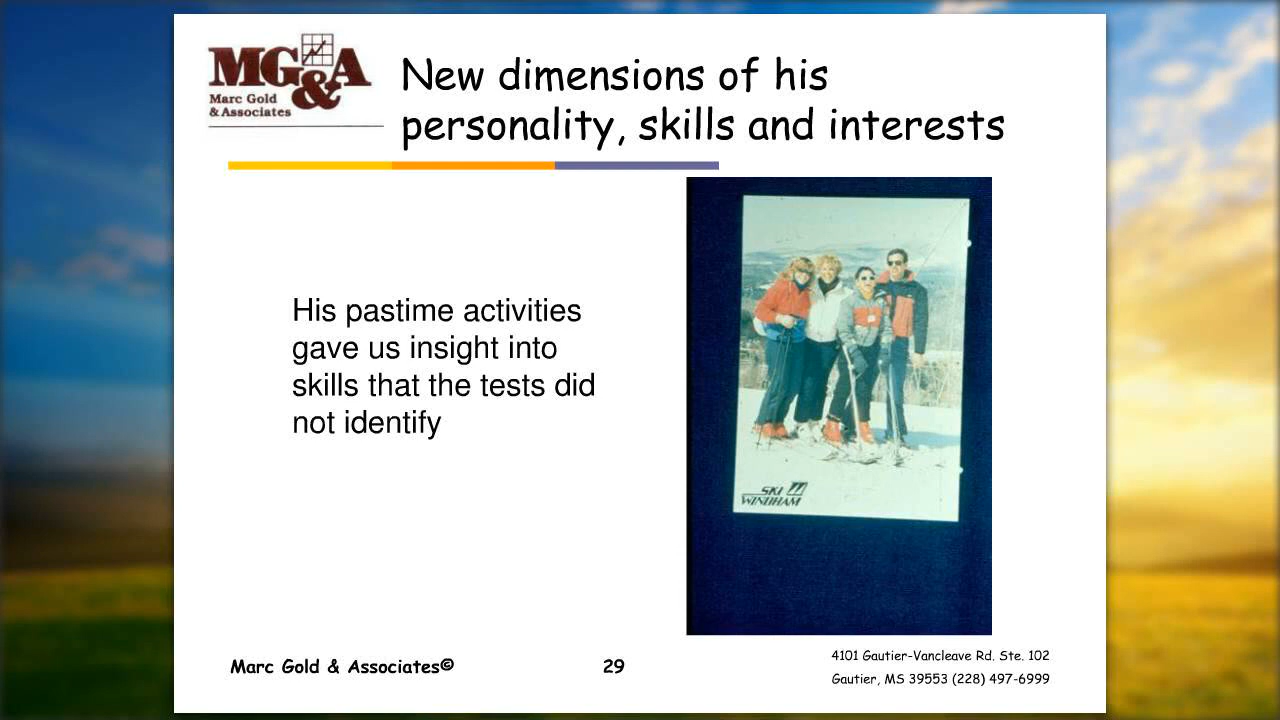 MG&A
Marc Gold
& Associates
New dimensions of his
personality, skills and interests
His pastime activities
gave us insight into
skills that the tests did
not identify
SKI
WINDHAM
Marc Gold & Associates©
29
4101 Gautier-Vancleave Rd. Ste. 102
Gautier, MS 39553 (228) 497-6999